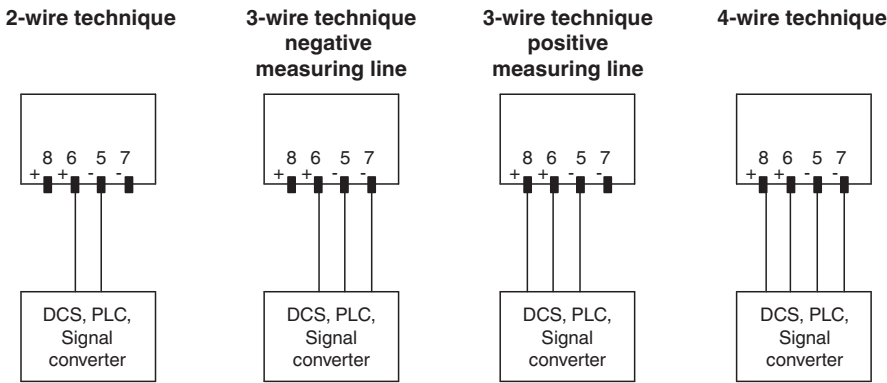 2-wire technique
3-wire technique
negative
measuring line
3-wire technique
positive
measuring line
4-wire technique
8 6 5 7
+ + - -
DCS, PLC,
Signal
converter
8 6 5 7
+ + - -
DCS, PLC,
Signal
converter
8 6 5 7
+ + - -
DCS, PLC,
Signal
converter
8 6 5 7
+ + - -
DCS, PLC,
Signal
converter